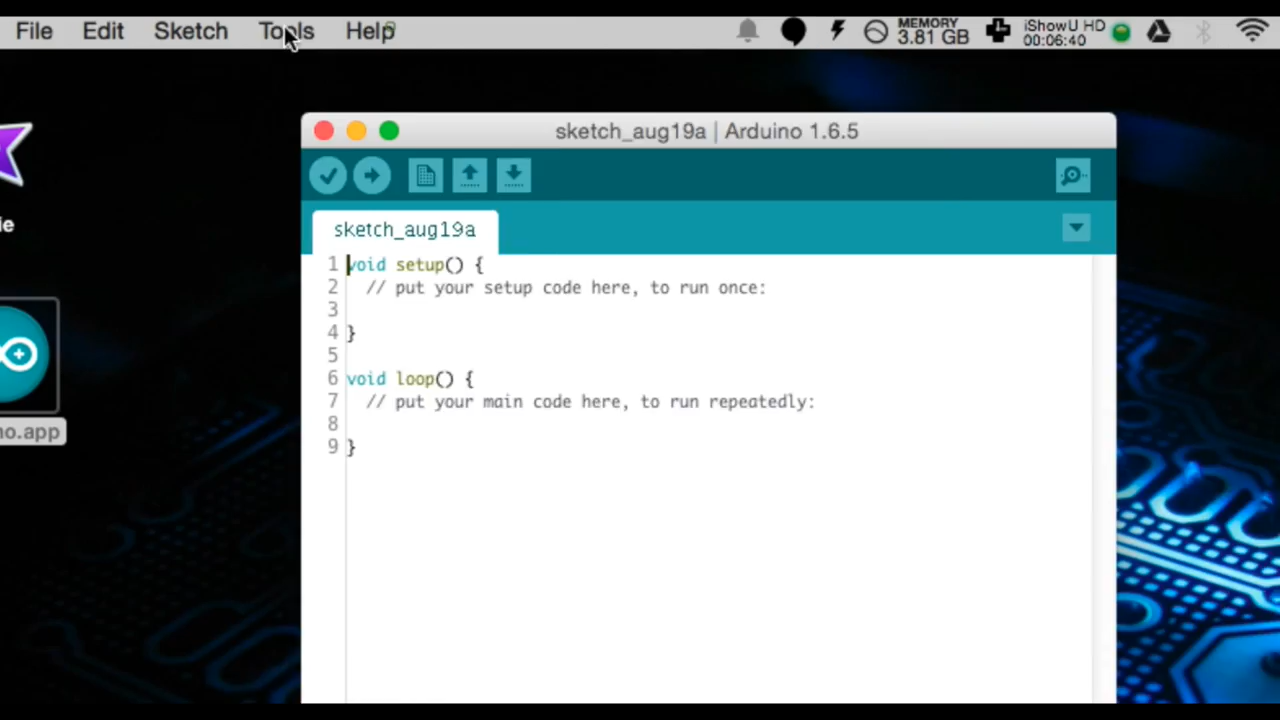 File Edit Sketch Tools Help MEMORY 3.81 GB iShowU HD 00:06:40
sketch_aug19a | Arduino 1.6.5
sketch_aug19a
1 void setup() {
2 // put your setup code here, to run once:
3
4 }
5
6 void loop() {
7 // put your main code here, to run repeatedly:
8
9 }
ie
no.app